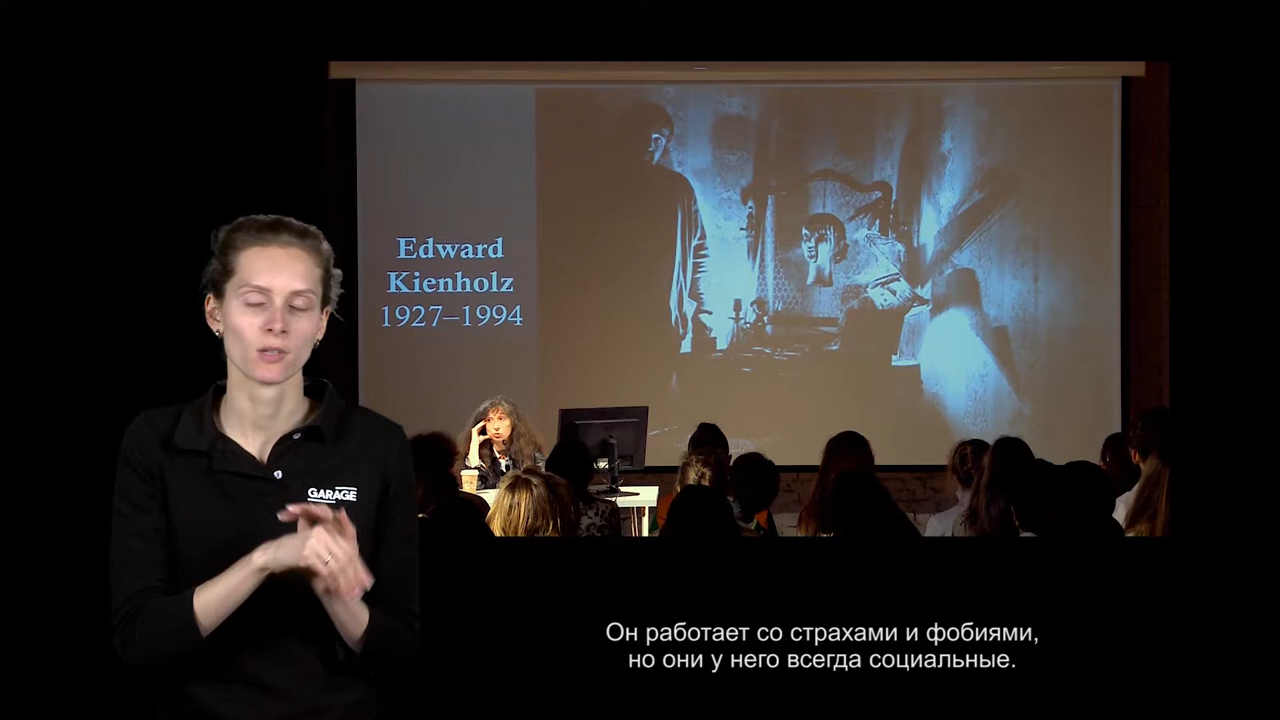 Edward
Kienholz
1927–1994
GARAGE
Он работает со страхами и фобиями,
но они у него всегда социальные.